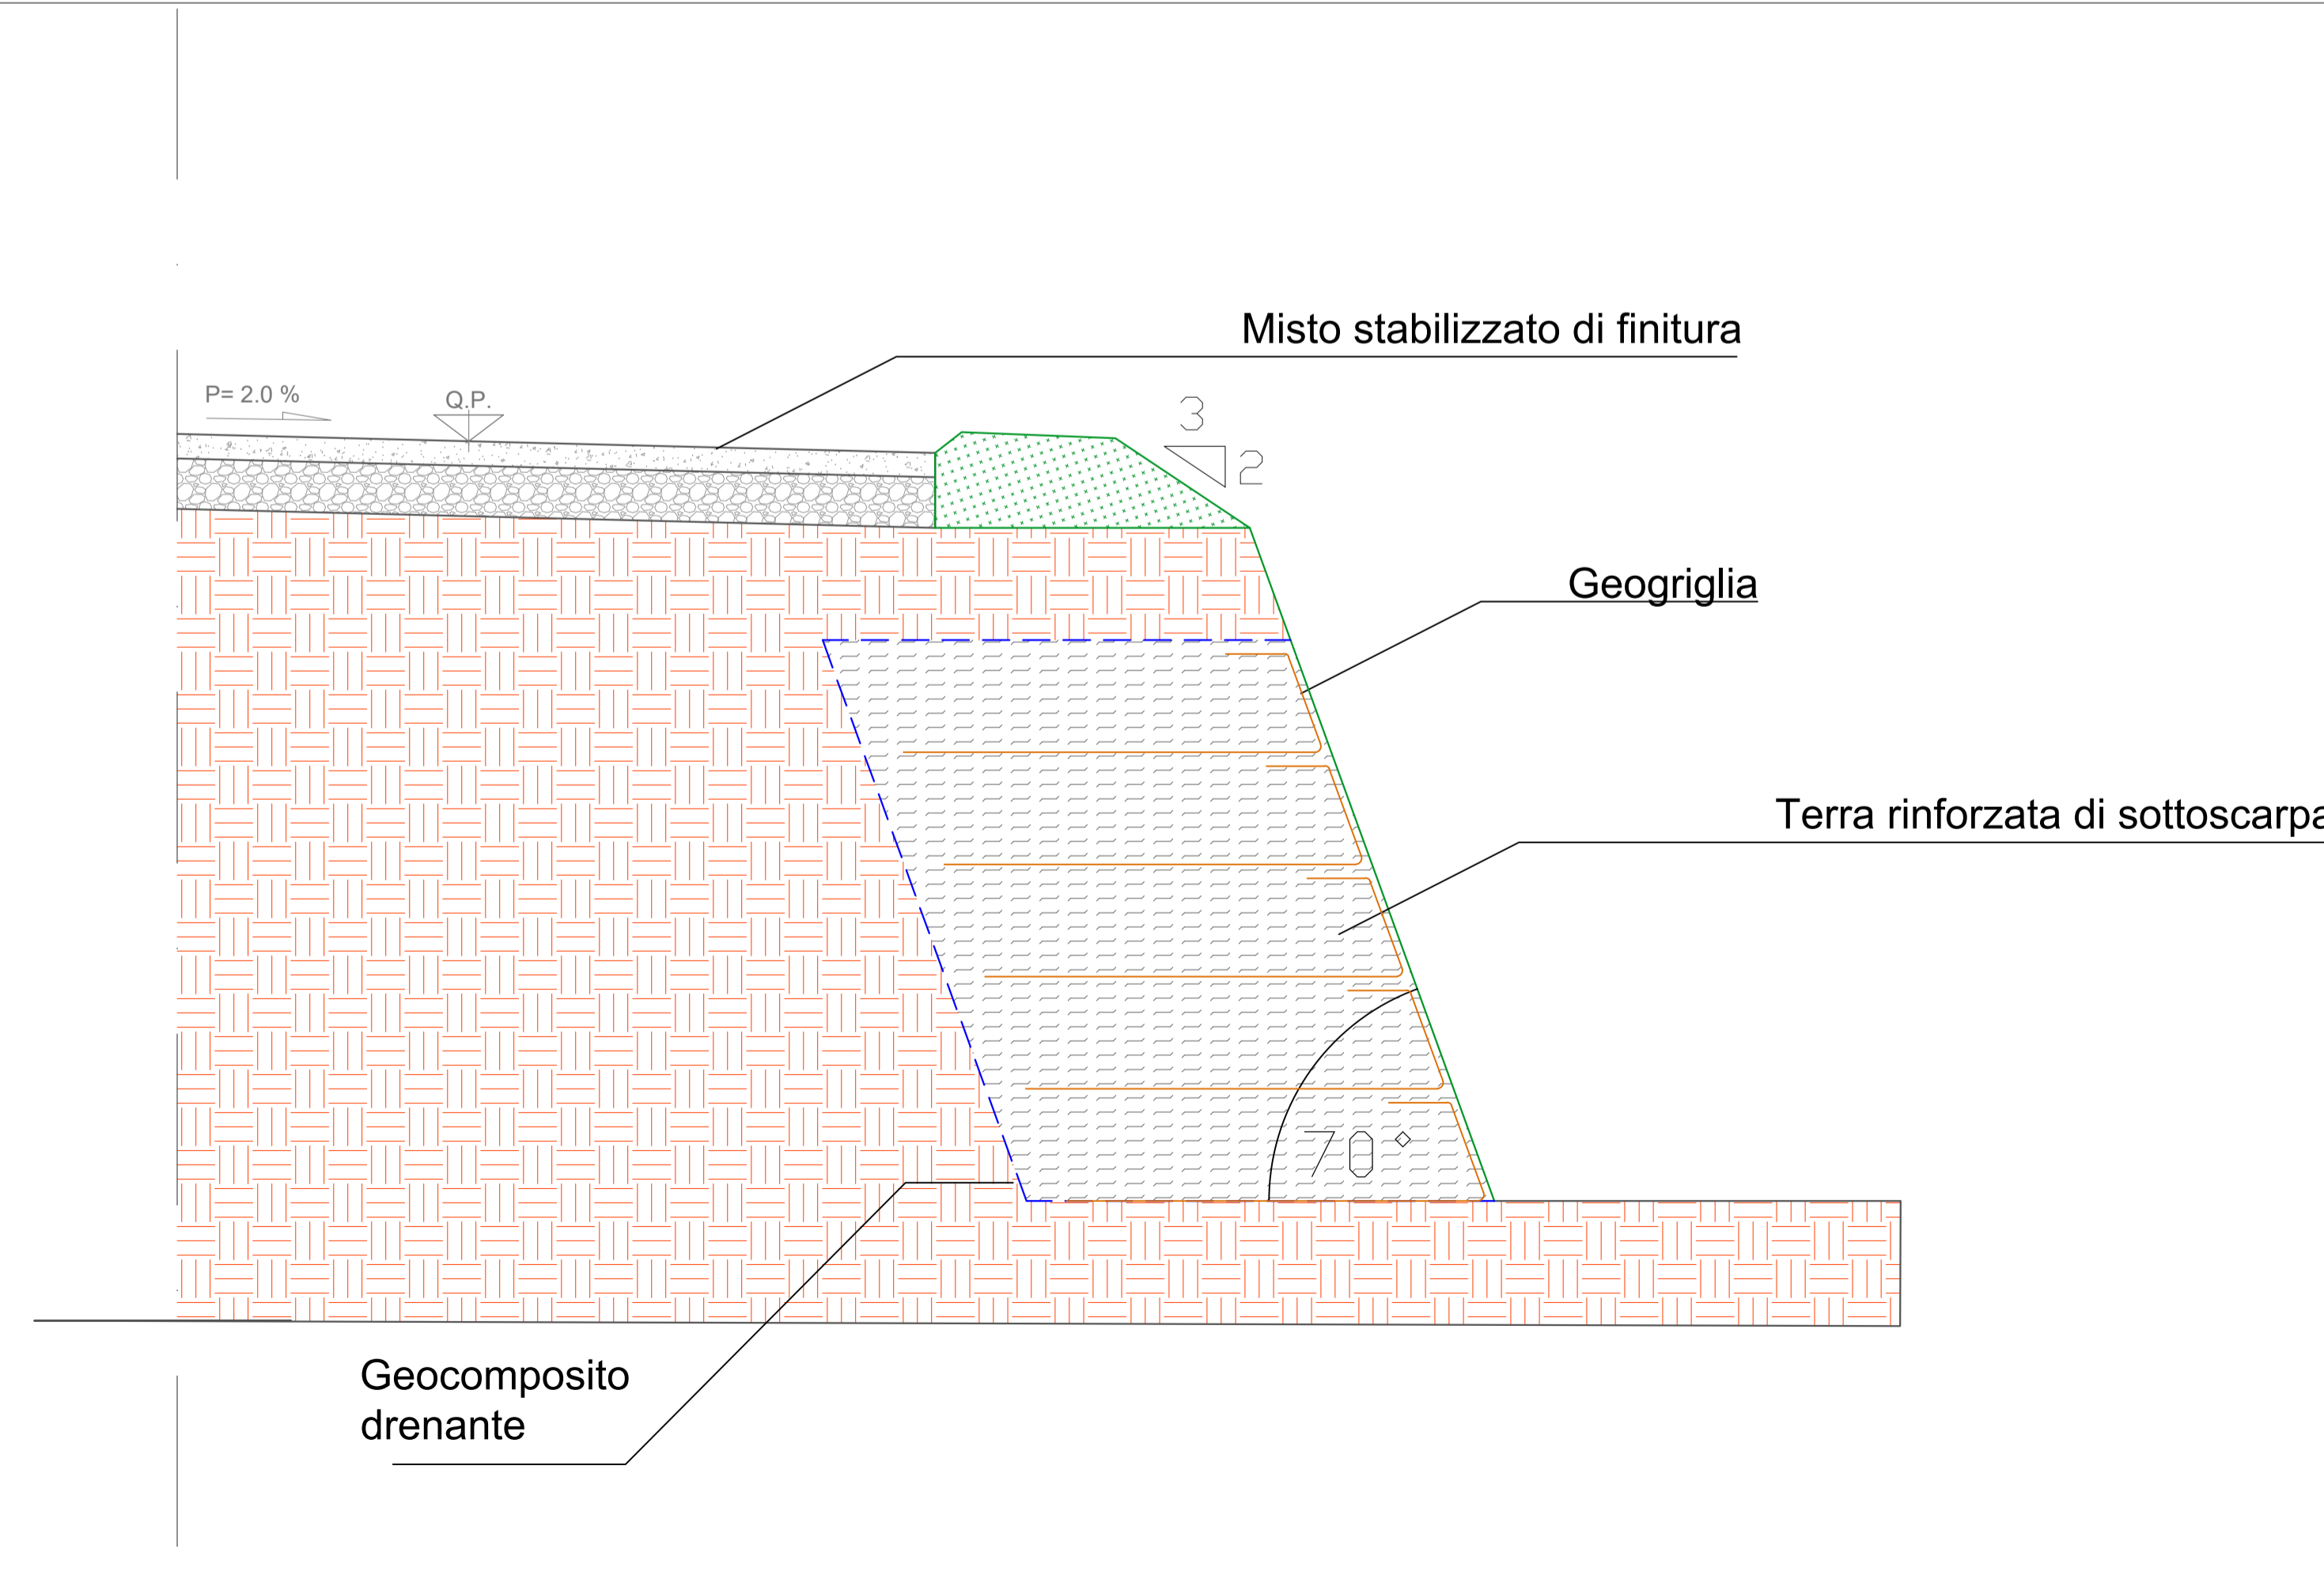 Misto stabilizzato di finitura
P= 2.0 %
Q.P.
3
2
Geogriglia
Terra rinforzata di sottoscarpa
70°
Geocomposito
drenante